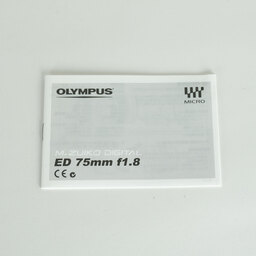 OLYMPUS
MICRO
M.ZUIKO DIGITAL
ED 75mm f1.8
CE